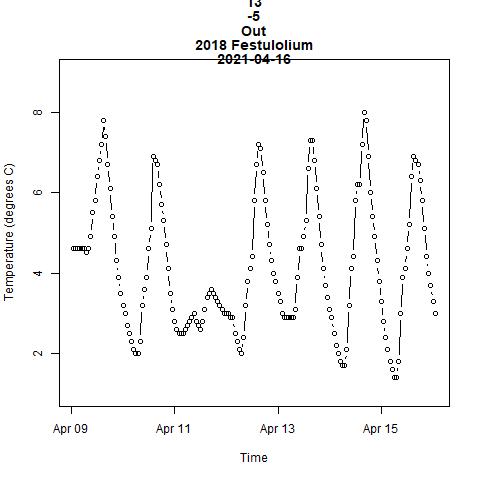 13
-5
Out
2018 Festulolium
2021-04-16
Temperature (degrees C)
8
6
4
2
Apr 09
Apr 11
Apr 13
Apr 15
Time